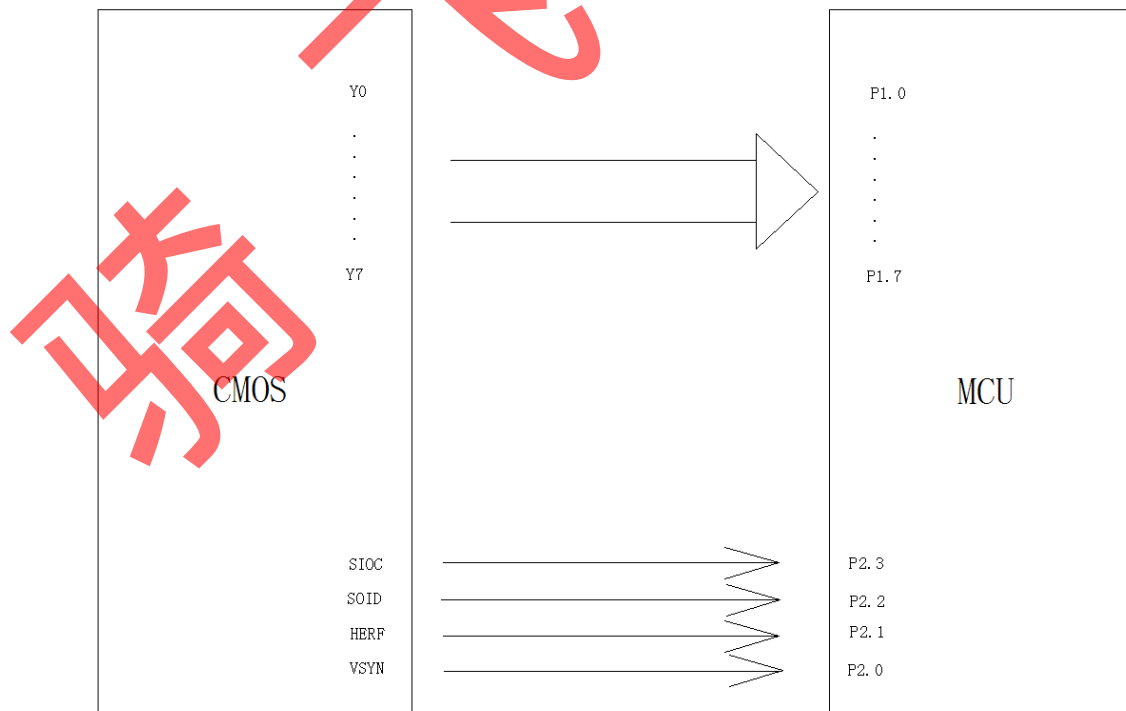 Y0 P1.0
Y7 P1.7
CMOS MCU
SIOC P2.3
SOID P2.2
HERF P2.1
VSYN P2.0
骑